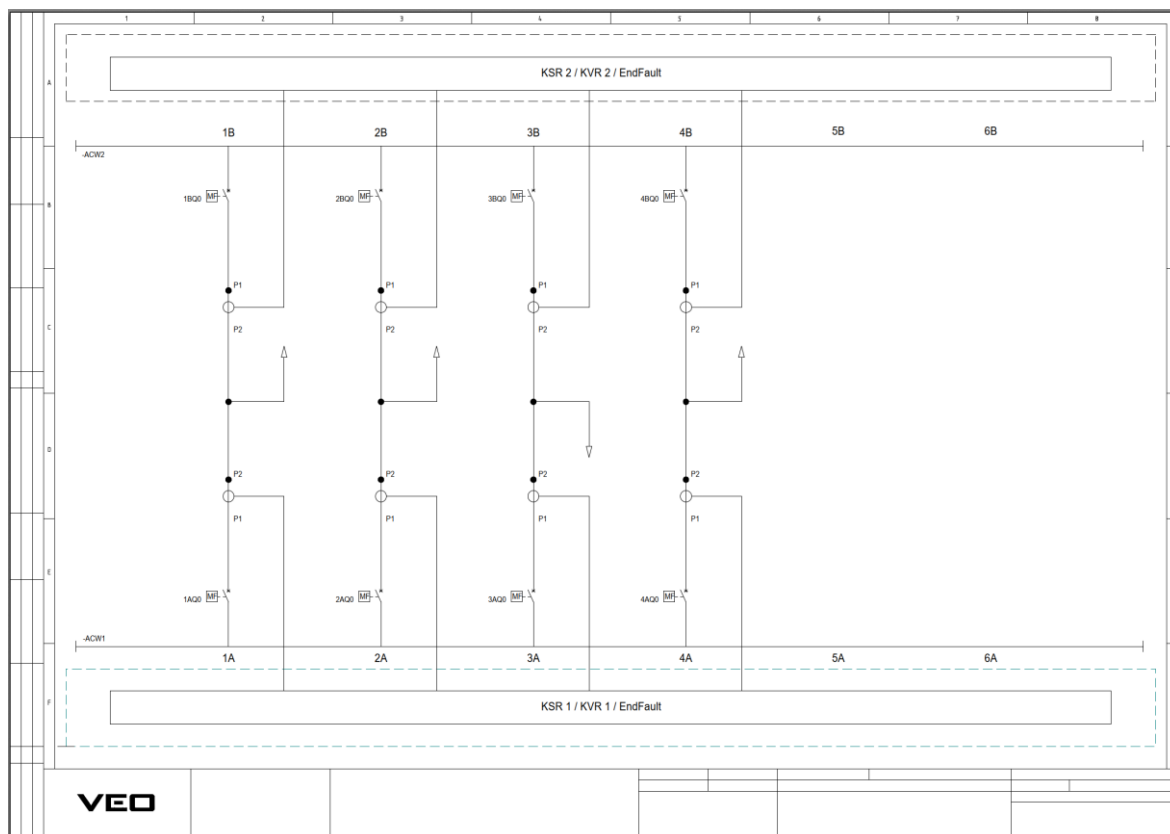 1 2 3 4 5 6 7 8
A
KSR 2 / KVR 2 / EndFault
1B 2B 3B 4B 5B 6B
-ACW2
B
1BQ0 MF 2BQ0 MF 3BQ0 MF 4BQ0 MF
P1 P1 P1 P1
C
P2 P2 P2 P2
D
P2 P2 P2 P2
P1 P1 P1 P1
E
1AQ0 MF 2AQ0 MF 3AQ0 MF 4AQ0 MF
-ACW1
1A 2A 3A 4A 5A 6A
F
KSR 1 / KVR 1 / EndFault
VEO